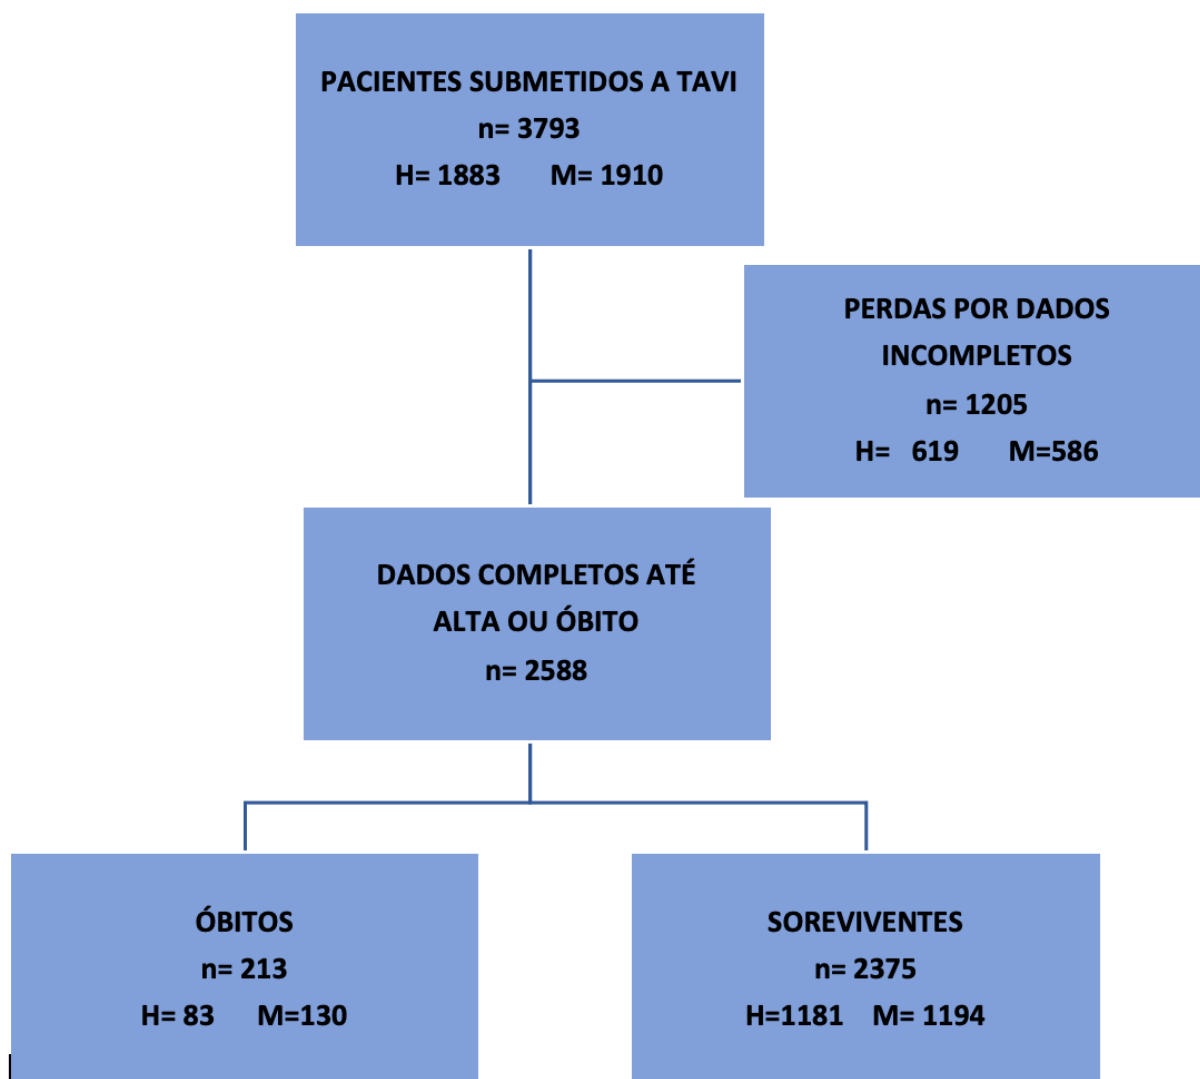 PACIENTES SUBMETIDOS A TAVI
n= 3793
H= 1883 M= 1910
PERDAS POR DADOS
INCOMPLETOS
n= 1205
H= 619 M=586
DADOS COMPLETOS ATÉ
ALTA OU ÓBITO
n= 2588
ÓBITOS
n= 213
H= 83 M=130
SOREVIVENTES
n= 2375
H=1181 M= 1194